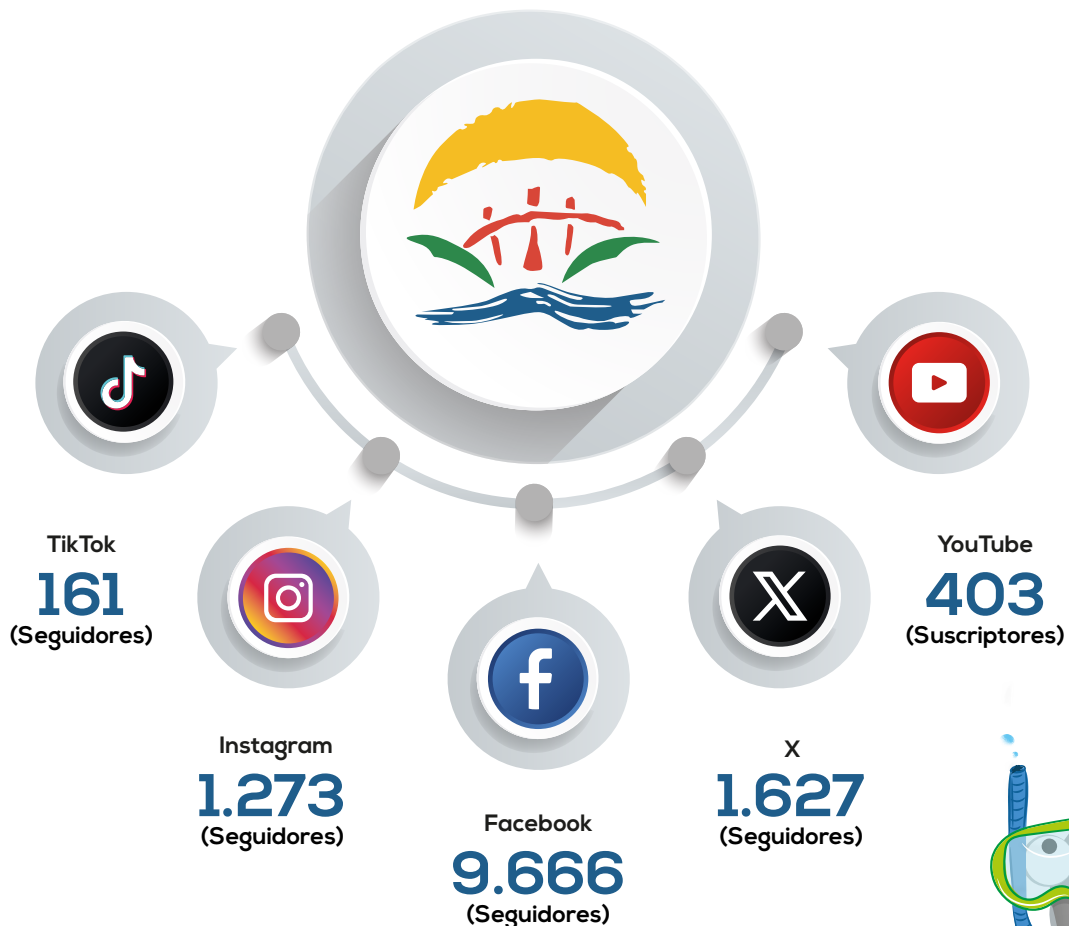 TikTok
161
(Seguidores)
Instagram
1.273
(Seguidores)
Facebook
9.666
(Seguidores)
X
1.627
(Seguidores)
YouTube
403
(Suscriptores)